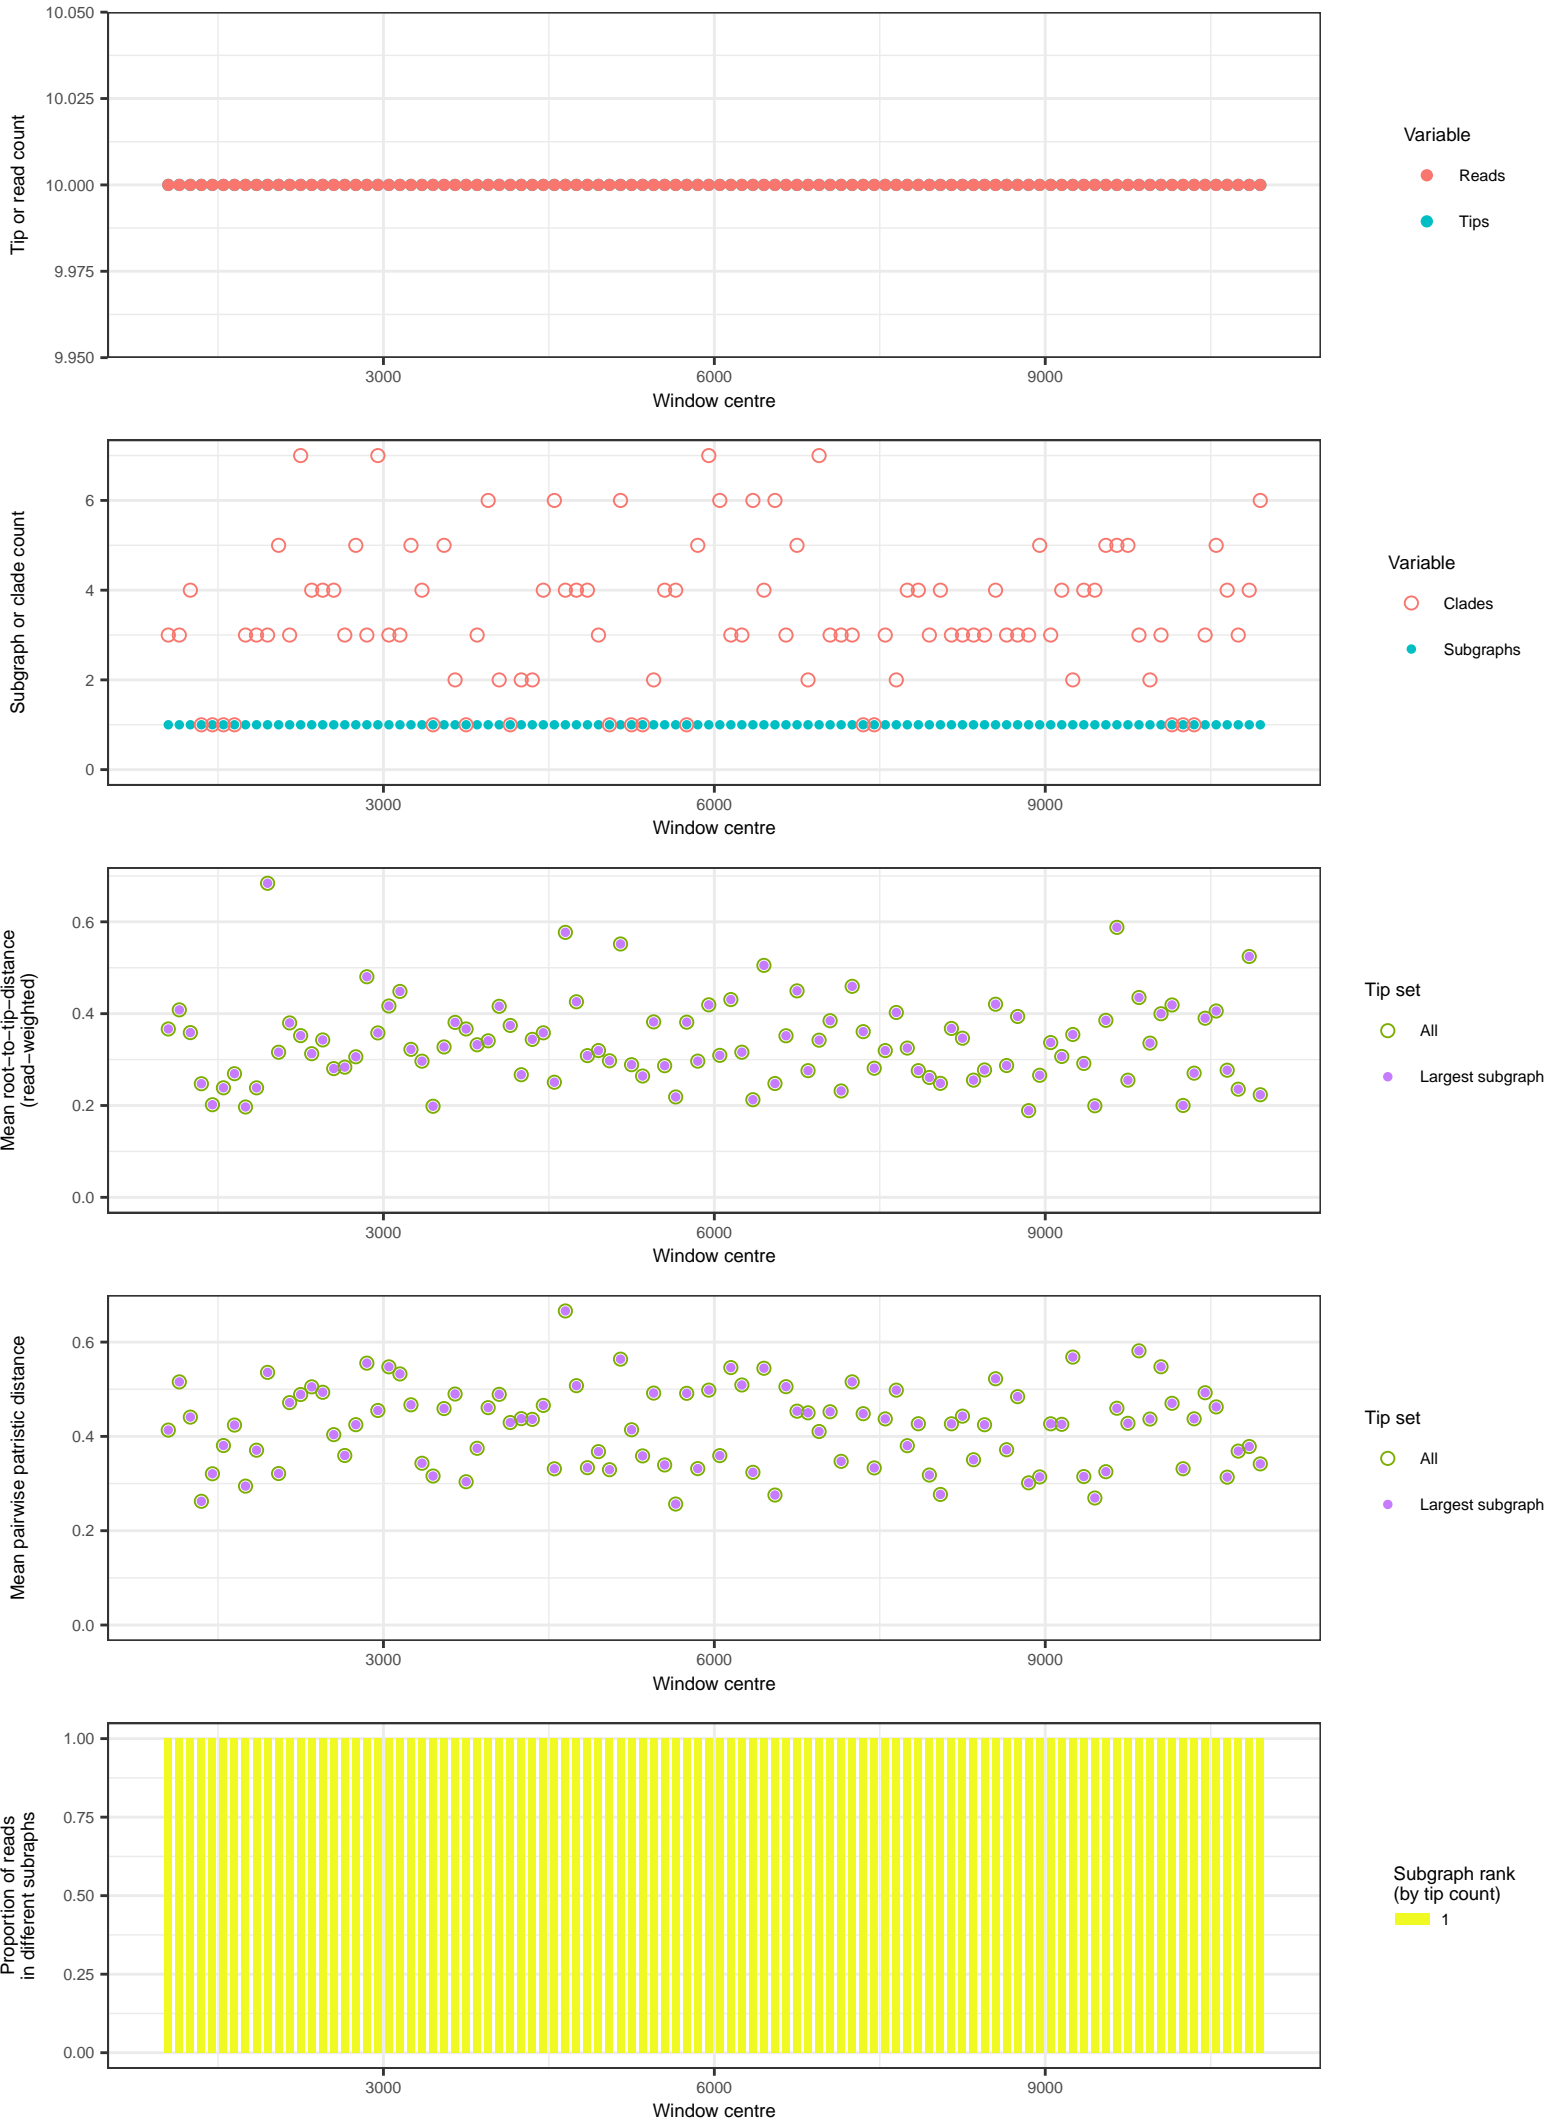 10.050
10.025
10.000
9.975
9.950
Tip or read count
3000 6000 9000
Window centre
Variable
Reads
Tips
6
4
2
0
Subgraph or clade count
3000 6000 9000
Window centre
Variable
Clades
Subgraphs
0.6
0.4
0.2
0.0
Mean root−to−tip−distance
(read−weighted)
3000 6000 9000
Window centre
Tip set
All
Largest subgraph
0.6
0.4
0.2
0.0
Mean pairwise patristic distance
3000 6000 9000
Window centre
Tip set
All
Largest subgraph
1.00
0.75
0.50
0.25
0.00
Proportion of reads
in different subraphs
3000 6000 9000
Window centre
Subgraph rank
(by tip count)
1